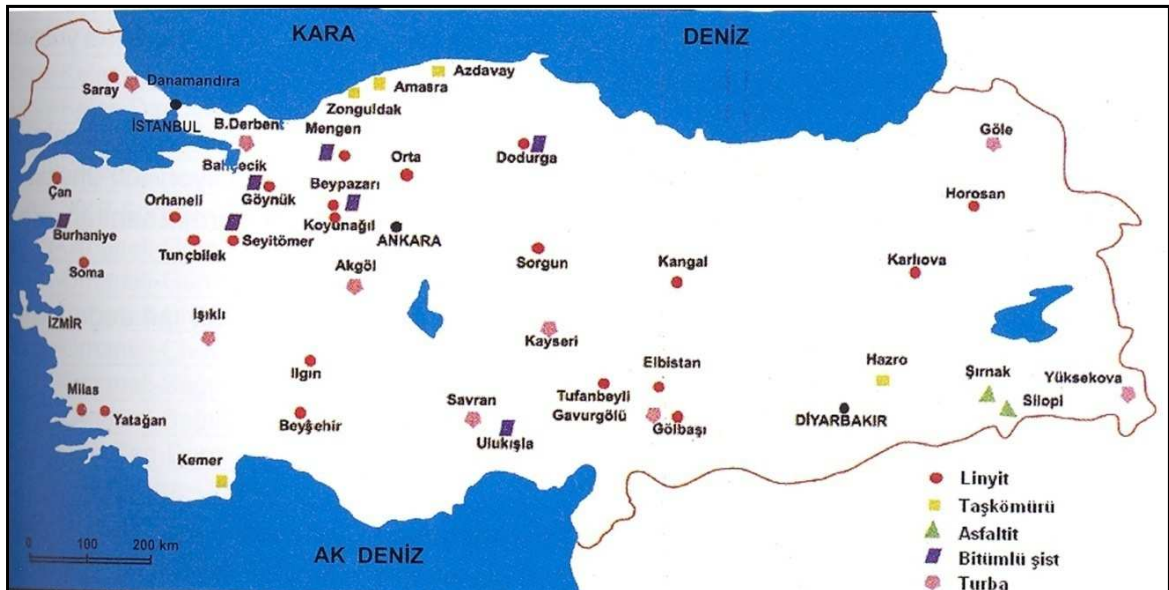 KARA DENİZ
Azdavay
Amasra
Danamandıra
Saray
Zonguldak
İSTANBUL
B.Derbent
Mengen
Dodurga
Göle
Bahçecik
Orta
Çan
Göynük
Beypazarı
Horosan
Orhaneli
Koyunağıl
Burhaniye
Seyitömer
ANKARA
Tunçbilek
Sorgun
Kangal
Karlıova
Soma
Akgöl
Işıklı
İZMİR
Kayseri
Ilgın
Elbistan
Hazro
Şırnak
Yüksekova
Milas
Tufanbeyli
Savran
Gavurgölü
Silopi
Yatağan
Beyşehir
Gölbaşı
DİYARBAKIR
Ulukışla
Kemer
Linyit
Taşkömürü
Asfaltit
Bitümlü şist
Turba
0 100 200 km
AK DENİZ